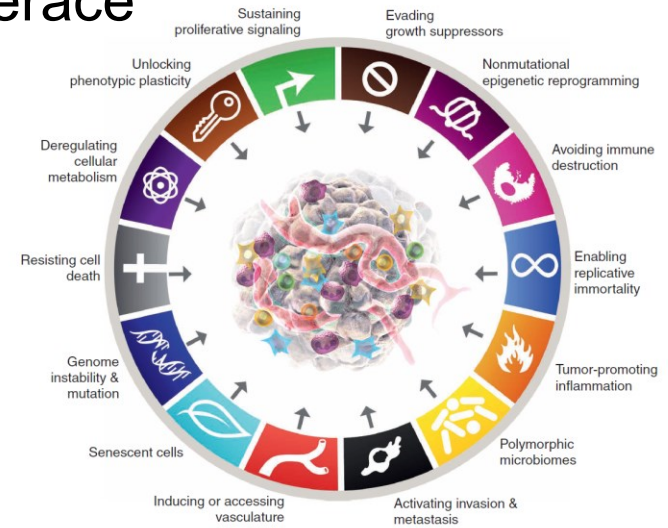 Sustaining
proliferative signaling
Evading
growth suppressors
Nonmutational
epigenetic reprogramming
Avoiding immune
destruction
Enabling
replicative
immortality
Tumor-promoting
inflammation
Polymorphic
microbiomes
Activating invasion &
metastasis
Inducing or accessing
vasculature
Senescent cells
Genome
instability &
mutation
Resisting cell
death
Deregulating
cellular
metabolism
Unlocking
phenotypic plasticity